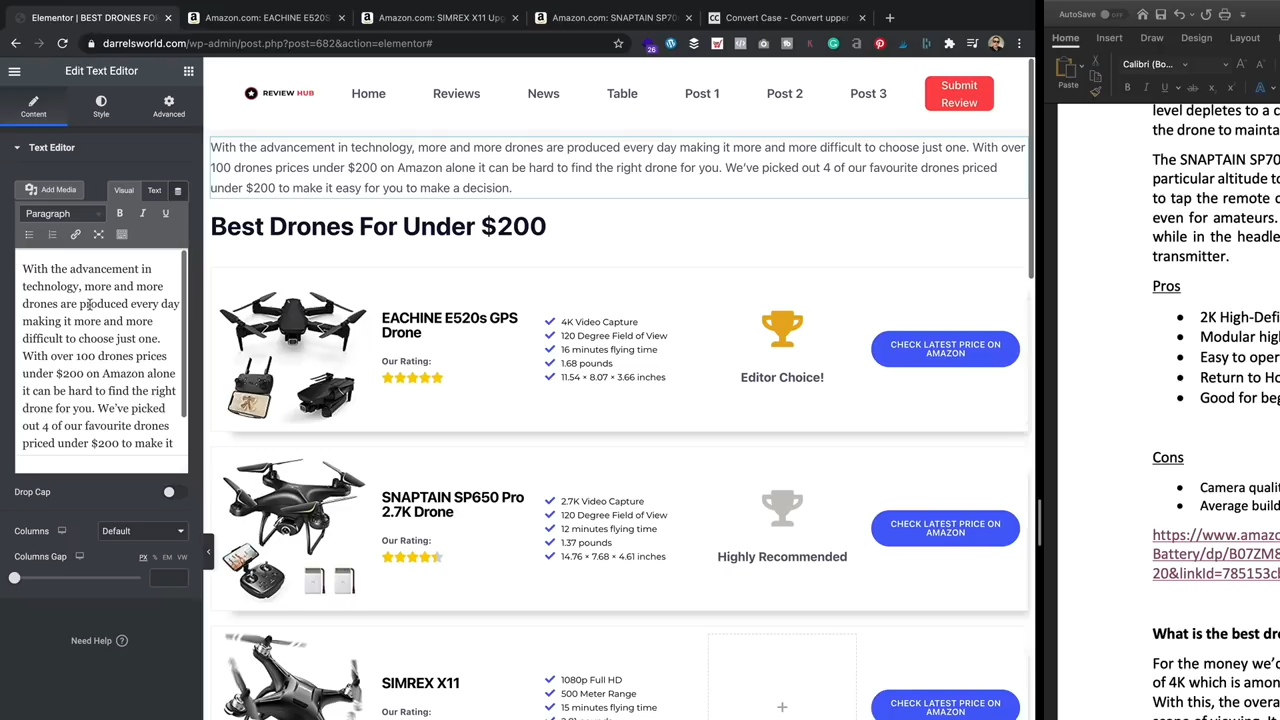 Elementor | BEST DRONES FOR
Amazon.com: EACHINE E520S
Amazon.com: SIMREX X11 Upg
Amazon.com: SNAPTAIN SP70
Convert Case - Convert upper
darrelsworld.com/wp-admin/post.php?post=682&action=elementor#
26
Edit Text Editor
Content
Style
Advanced
Text Editor
Add Media
Visual
Text
Paragraph
B
I
U
With the advancement in
technology, more and more
drones are produced every day
making it more and more
difficult to choose just one.
With over 100 drones prices
under $200 on Amazon alone
it can be hard to find the right
drone for you. We've picked
out 4 of our favourite drones
priced under $200 to make it
Drop Cap
Columns
Default
Columns Gap
PX
%
EM
VW
Need Help
REVIEW HUB
Home
Reviews
News
Table
Post 1
Post 2
Post 3
Submit
Review
With the advancement in technology, more and more drones are produced every day making it more and more difficult to choose just one. With over
100 drones prices under $200 on Amazon alone it can be hard to find the right drone for you. We've picked out 4 of our favourite drones priced
under $200 to make it easy for you to make a decision.
Best Drones For Under $200
EACHINE E520s GPS
Drone
Our Rating:
4K Video Capture
120 Degree Field of View
16 minutes flying time
1.68 pounds
11.54 × 8.07 × 3.66 inches
Editor Choice!
CHECK LATEST PRICE ON
AMAZON
SNAPTAIN SP650 Pro
2.7K Drone
Our Rating:
2.7K Video Capture
120 Degree Field of View
12 minutes flying time
1.37 pounds
14.76 × 7.68 × 4.61 inches
Highly Recommended
CHECK LATEST PRICE ON
AMAZON
SIMREX X11
Our Rating:
1080p Full HD
500 Meter Range
15 minutes flying time
CHECK LATEST PRICE ON
AMAZON
AutoSave
OFF
Home
Insert
Draw
Design
Layout
Paste
Calibri (Bo...
B
I
U
level depletes to a c
the drone to mainta
The SNAPTAIN SP70
particular altitude to
to tap the remote c
even for amateurs.
while in the headle
transmitter.
Pros
2K High-Defi
Modular high
Easy to oper
Return to Ho
Good for beg
Cons
Camera qualit
Average build
https://www.amazo
Battery/dp/B07ZM8
20&linkId=785153cb
What is the best dro
For the money we'd
of 4K which is amon
With this, the overa